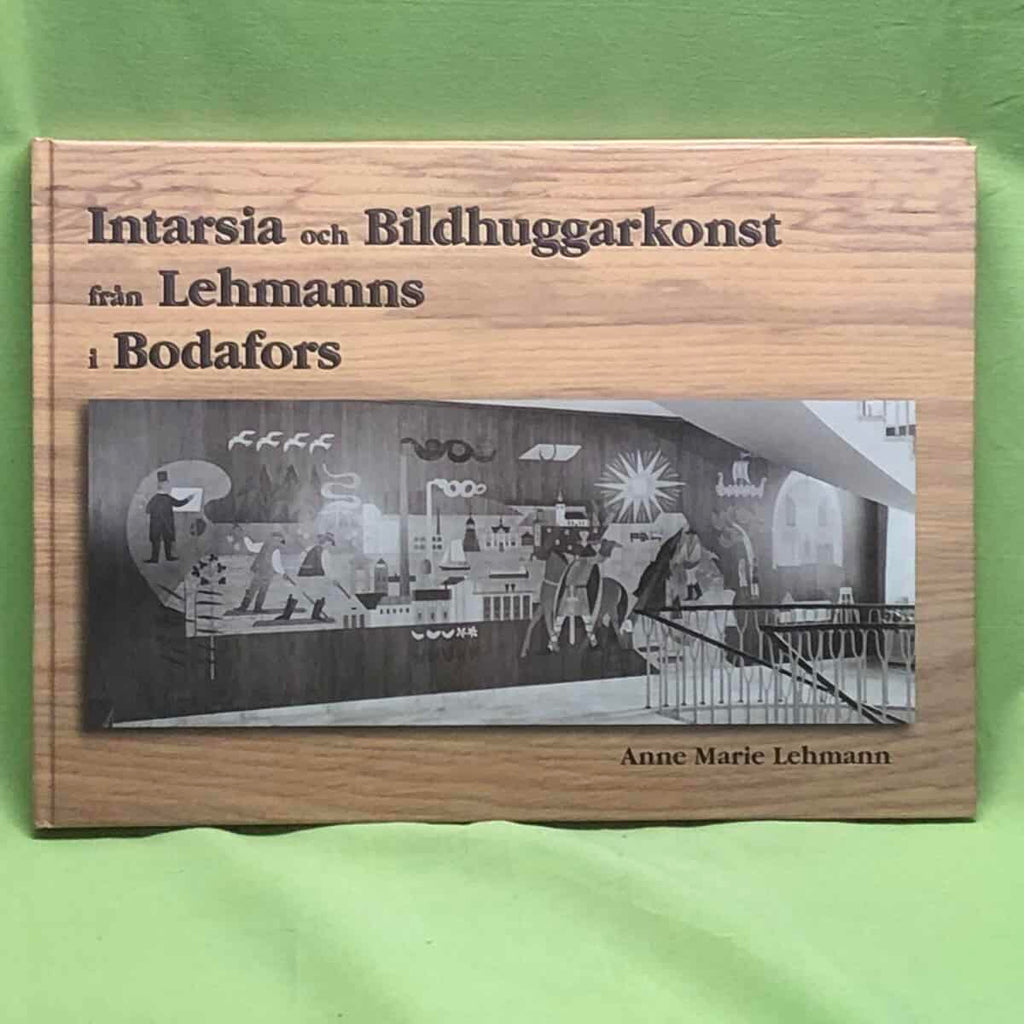 Intarsia och Bildhuggarkonst
från Lehmanns
i Bodafors
Anne Marie Lehmann